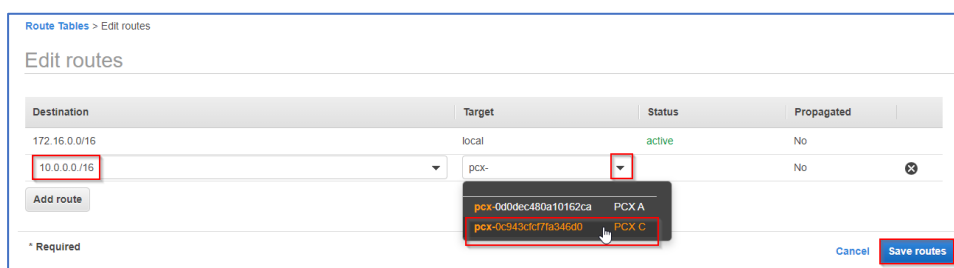 Route Tables > Edit routes
Edit routes
Destination Target Status Propagated
172.16.0.0/16 local active No
10.0.0.0./16 pcx- No
Add route
pcx-0d0dec480a10162ca PCX A
pcx-0c943cfcf7fa346d0 PCX C
* Required Cancel Save routes